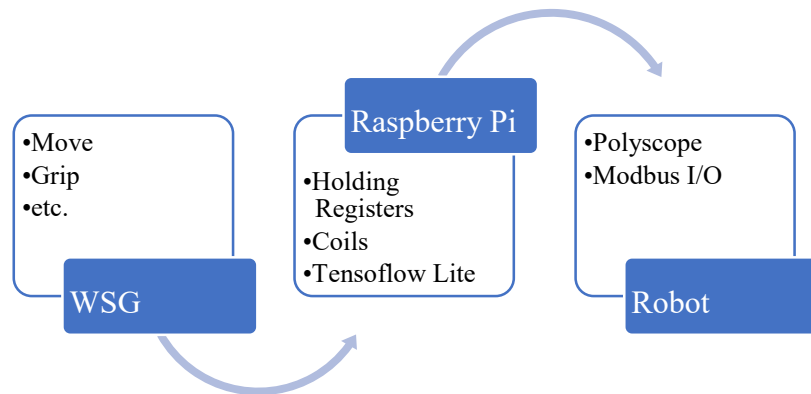 •Move
•Grip
•etc.
WSG
Raspberry Pi
•Holding
Registers
•Coils
•Tensoflow Lite
•Polyscope
•Modbus I/O
Robot